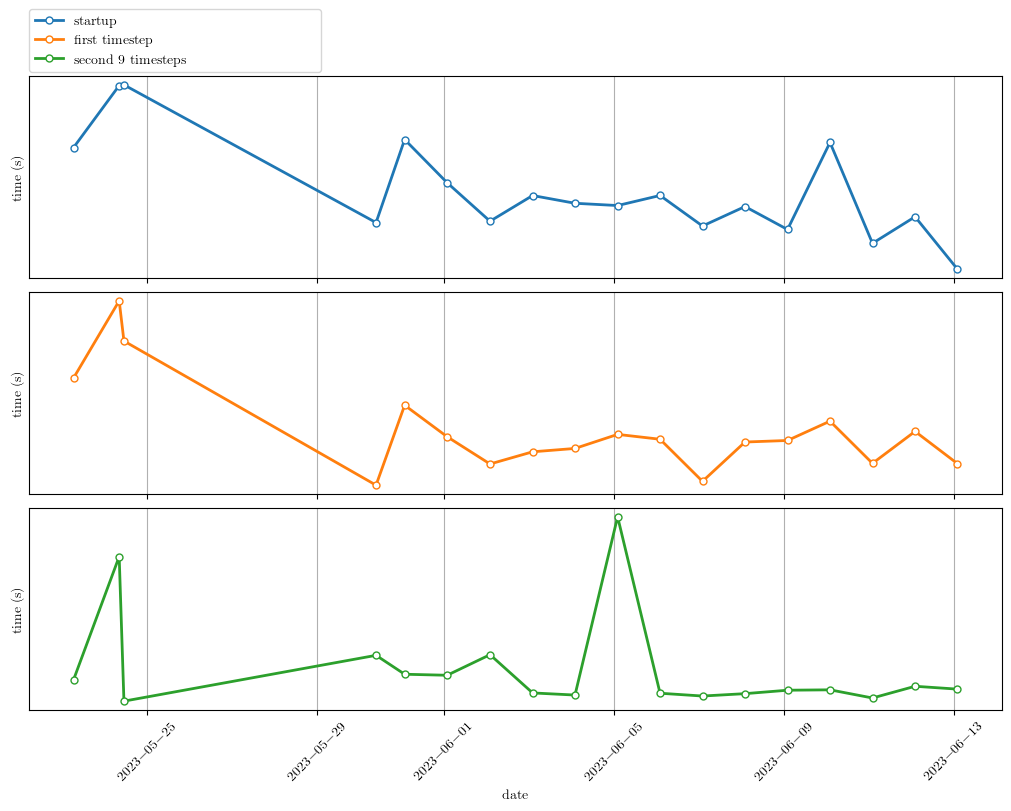 startup
first timestep
second 9 timesteps
time (s)
time (s)
time (s)
2023−05−25
2023−05−29
2023−06−01
2023−06−05
2023−06−09
2023−06−13
date